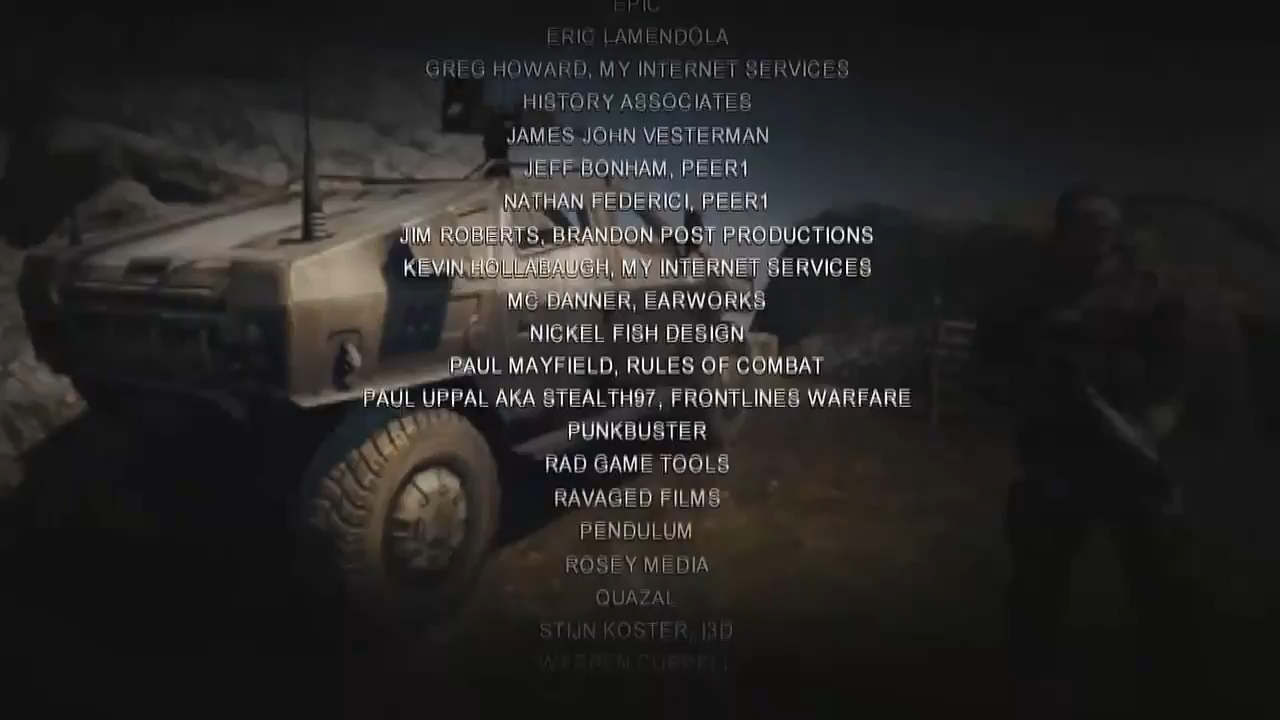 EPIC
ERIC LAMENDOLA
GREG HOWARD, MY INTERNET SERVICES
HISTORY ASSOCIATES
JAMES JOHN VESTERMAN
JEFF BONHAM, PEER1
NATHAN FEDERICI, PEER1
JIM ROBERTS, BRANDON POST PRODUCTIONS
KEVIN HOLLABAUGH, MY INTERNET SERVICES
MC DANNER, EARWORKS
NICKEL FISH DESIGN
PAUL MAYFIELD, RULES OF COMBAT
PAUL UPPAL AKA STEALTH97, FRONTLINES WARFARE
PUNKBUSTER
RAD GAME TOOLS
RAVAGED FILMS
PENDULUM
ROSEY MEDIA
QUAZAL
STIJN KOSTER, I3D
WARREN